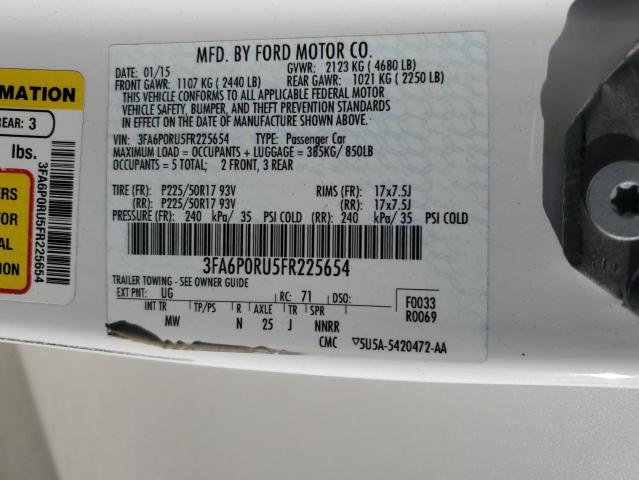 MFD. BY FORD MOTOR CO.
DATE: 01/15 GVWR: 2123 KG ( 4680 LB)
FRONT GAWR: 1107 KG ( 2440 LB) REAR GAWR: 1021 KG ( 2250 LB)
THIS VEHICLE CONFORMS TO ALL APPLICABLE FEDERAL MOTOR
VEHICLE SAFETY, BUMPER, AND THEFT PREVENTION STANDARDS
IN EFFECT ON THE DATE OF MANUFACTURE SHOWN ABOVE.
VIN: 3FA6P0RU5FR225654 TYPE: Passenger Car
MAXIMUM LOAD = OCCUPANTS + LUGGAGE = 385KG/ 850LB
OCCUPANTS = 5 TOTAL; 2 FRONT, 3 REAR
TIRE (FR): P225/50R17 93V RIMS (FR): 17x7.5J
(RR): P225/50R17 93V (RR): 17x7.5J
PRESSURE (FR): 240 kPa/ 35 PSI COLD (RR): 240 kPa/ 35 PSI COLD
3FA6P0RU5FR225654
TRAILER TOWING - SEE OWNER GUIDE
EXT PNT: UG RC: 71 DSO: F0033
R0069
INT TR TP/PS R AXLE TR SPR
MW N 25 J NNRR
CMC ▽5U5A-5420472-AA
ORMATION
REAR: 3
lbs.
3FA6P0RU5FR225654